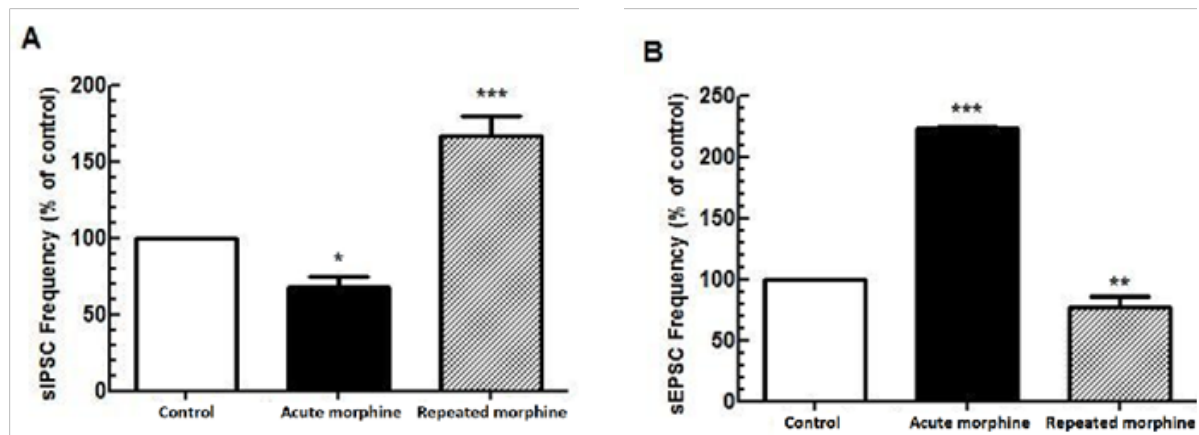 A
sIPSC Frequency (% of control)
200
150
100
50
0
*
***
Control
Acute morphine
Repeated morphine
B
sEPSC Frequency (% of control)
250
200
150
100
50
0
***
**
Control
Acute morphine
Repeated morphine